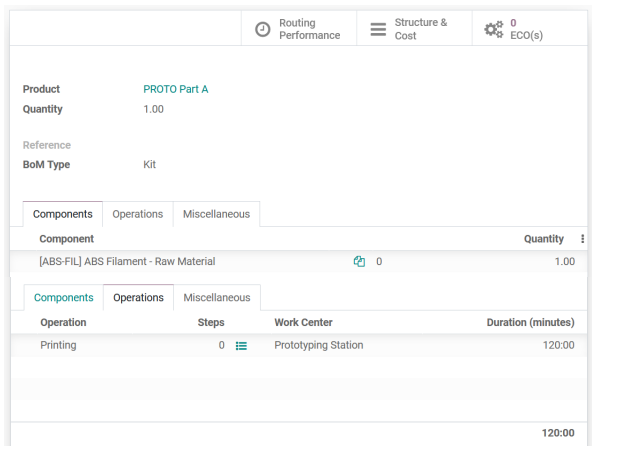 Routing Performance
Structure & Cost
0 ECO(s)
Product PROTO Part A
Quantity 1.00
Reference
BoM Type Kit
Components Operations Miscellaneous
Component Quantity
[ABS-FIL] ABS Filament - Raw Material 0 1.00
Components Operations Miscellaneous
Operation Steps Work Center Duration (minutes)
Printing 0 Prototyping Station 120:00
120:00